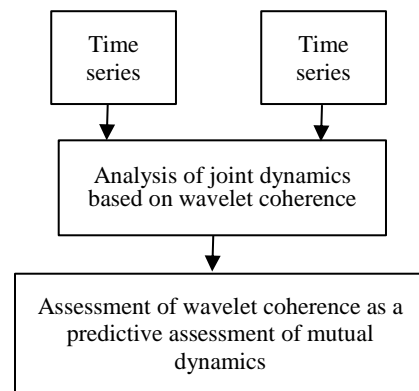 Time
series
Time
series
Analysis of joint dynamics
based on wavelet coherence
Assessment of wavelet coherence as a
predictive assessment of mutual
dynamics